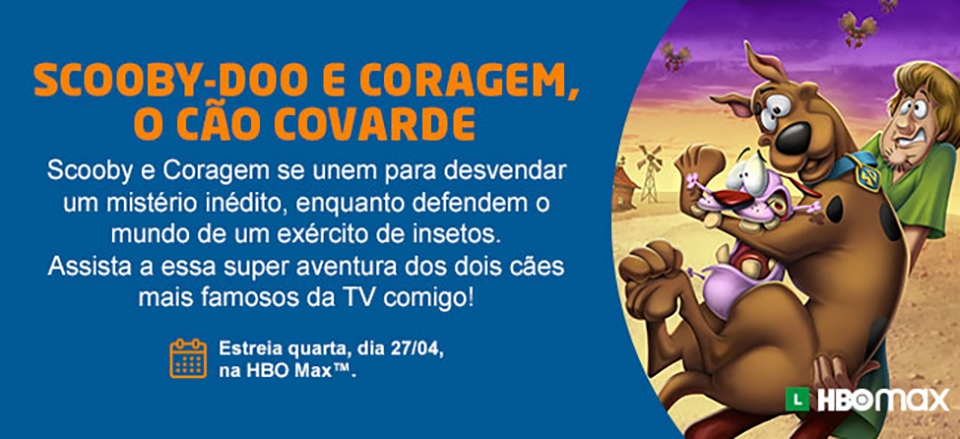 SCOOBY-DOO E CORAGEM,
O CÃO COVARDE
Scooby e Coragem se unem para desvendar
um mistério inédito, enquanto defendem o
mundo de um exército de insetos.
Assista a essa super aventura dos dois cães
mais famosos da TV comigo!
Estreia quarta, dia 27/04,
na HBO Max™.
L HBOmax